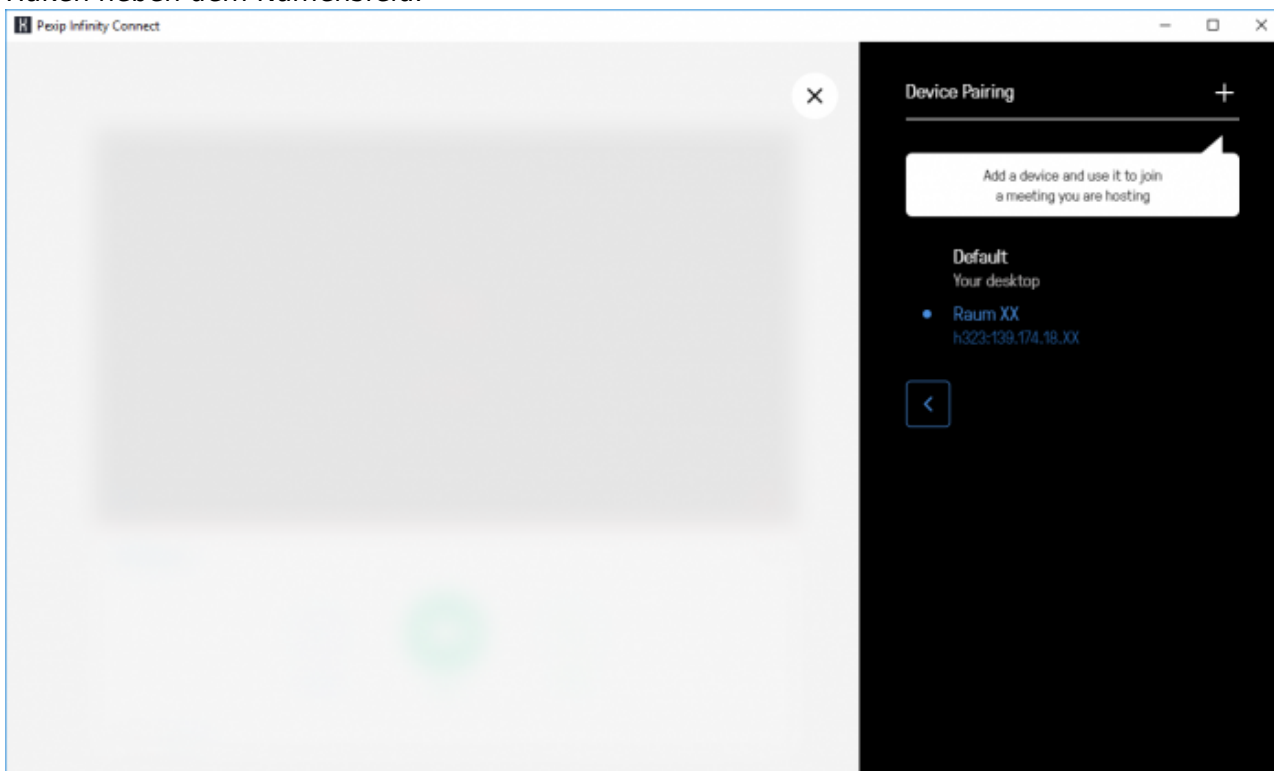 Haken neben dem Namensfeld.
Pexip Infinity Connect
Device Pairing
Add a device and use it to join
a meeting you are hosting
Default
Your desktop
Raum XX
h323:139.174.18.XX